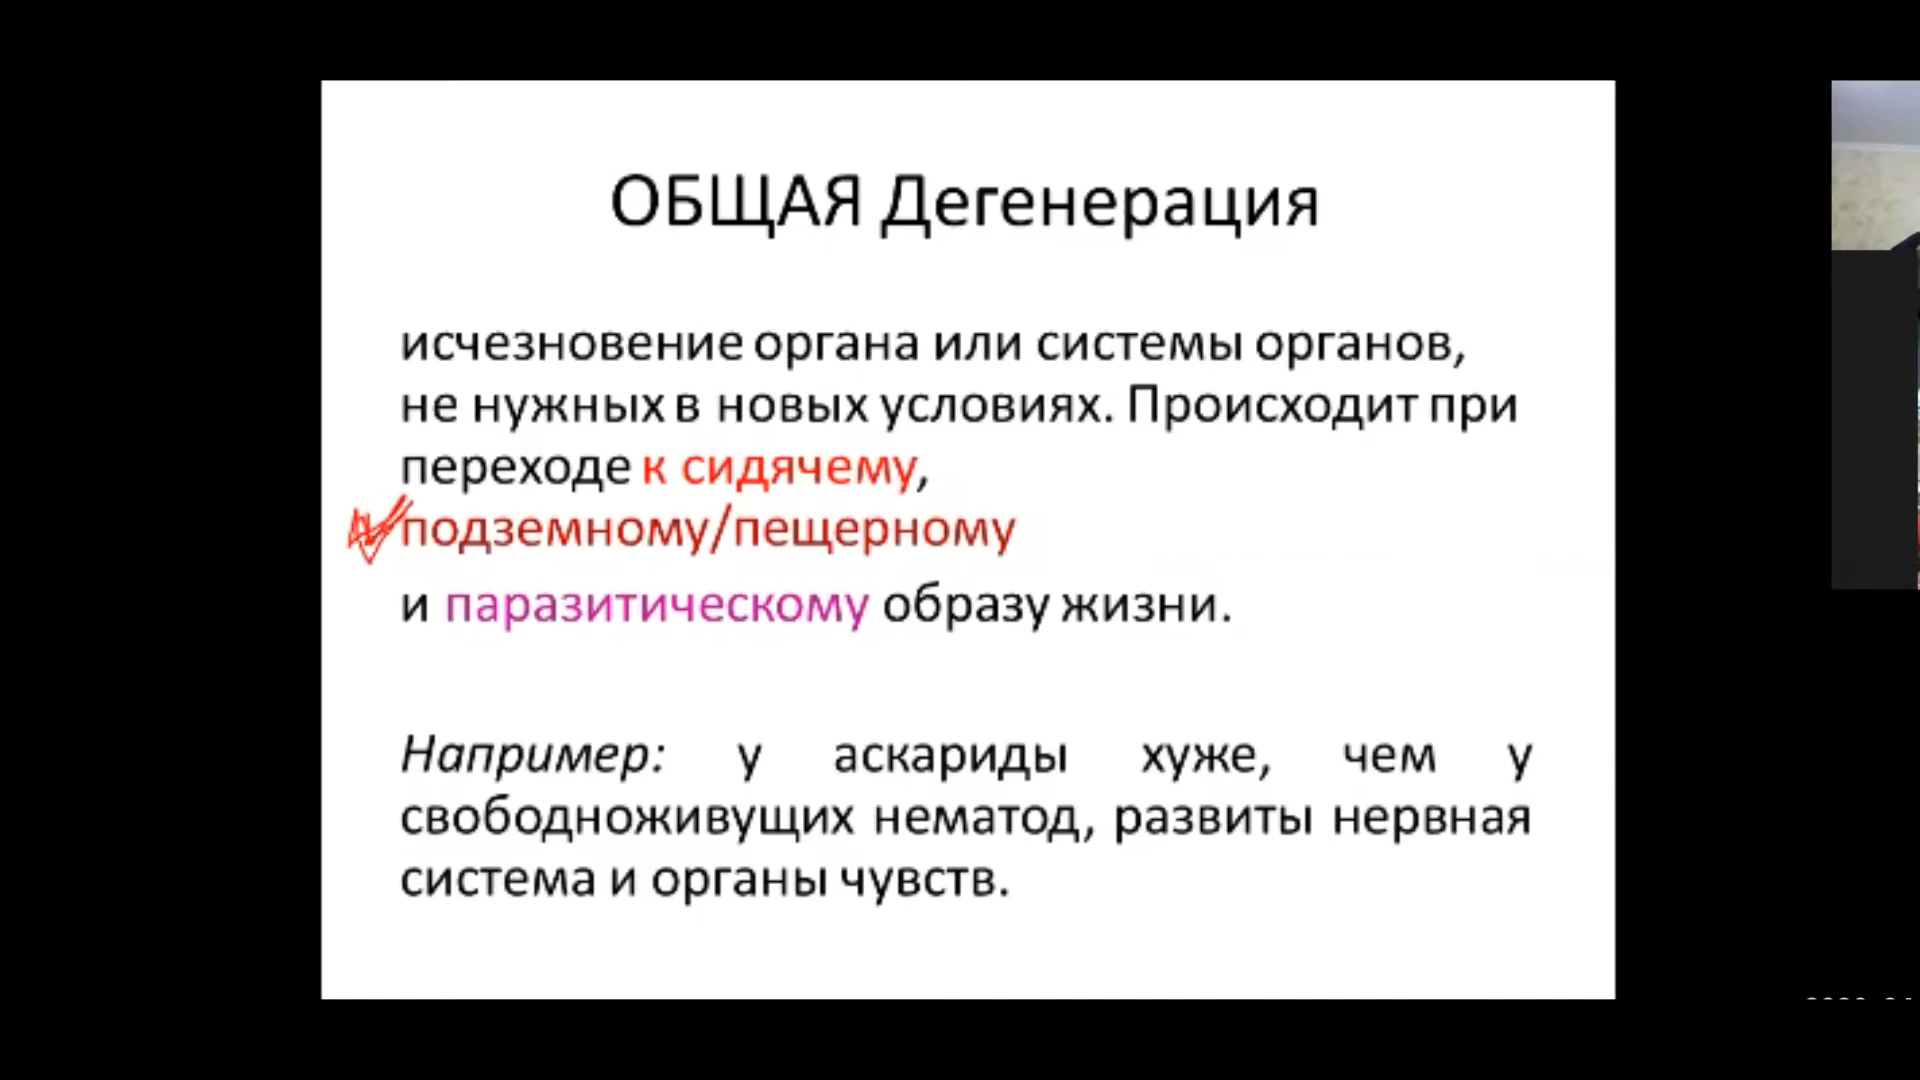 ОБЩАЯ Дегенерация
исчезновение органа или системы органов,
не нужных в новых условиях. Происходит при
переходе к сидячему,
подземному/пещерному
и паразитическому образу жизни.
Например: у аскариды хуже, чем у
свободноживущих нематод, развиты нервная
система и органы чувств.